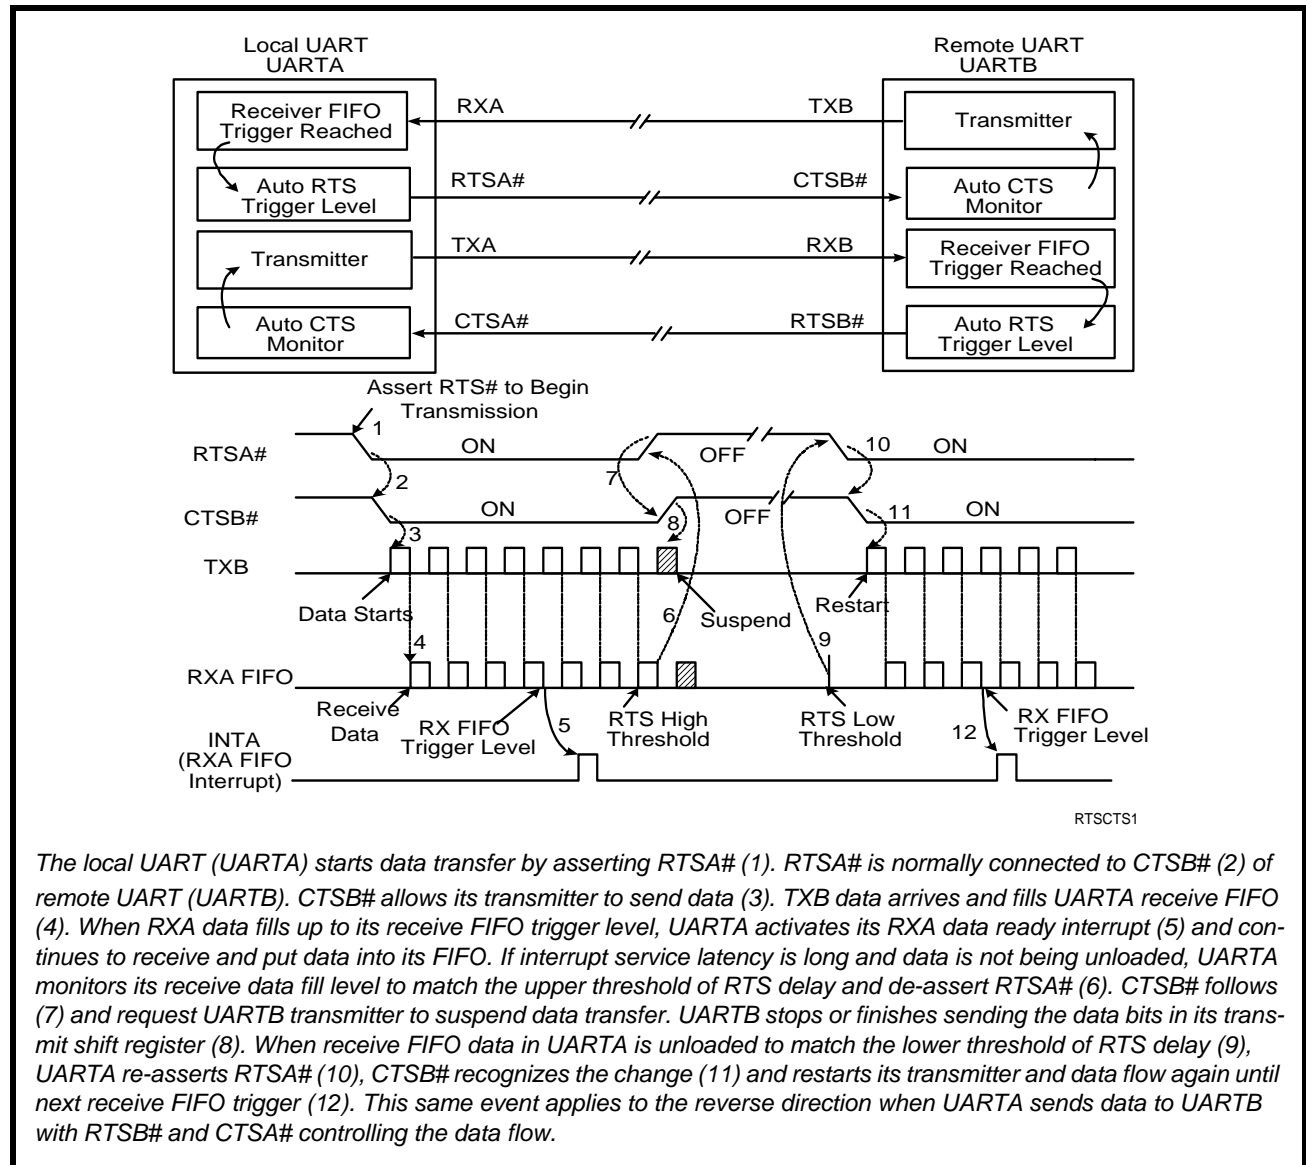 Local UART
UARTA
Remote UART
UARTB
Receiver FIFO
Trigger Reached
RXA
TXB
Transmitter
Auto RTS
Trigger Level
RTSA#
CTSB#
Auto CTS
Monitor
Transmitter
TXA
RXB
Receiver FIFO
Trigger Reached
Auto CTS
Monitor
CTSA#
RTSB#
Auto RTS
Trigger Level
Assert RTS# to Begin
Transmission
1
RTSA#
ON
OFF
10
ON
2
7
CTSB#
ON
8
OFF
11
ON
3
TXB
Data Starts
6
Suspend
Restart
4
9
RXA FIFO
Receive
Data
RX FIFO
Trigger Level
5
RTS High
Threshold
RTS Low
Threshold
12
RX FIFO
Trigger Level
INTA
(RXA FIFO
Interrupt)
RTSCTS1
The local UART (UARTA) starts data transfer by asserting RTSA# (1). RTSA# is normally connected to CTSB# (2) of
remote UART (UARTB). CTSB# allows its transmitter to send data (3). TXB data arrives and fills UARTA receive FIFO
(4). When RXA data fills up to its receive FIFO trigger level, UARTA activates its RXA data ready interrupt (5) and con-
tinues to receive and put data into its FIFO. If interrupt service latency is long and data is not being unloaded, UARTA
monitors its receive data fill level to match the upper threshold of RTS delay and de-assert RTSA# (6). CTSB# follows
(7) and request UARTB transmitter to suspend data transfer. UARTB stops or finishes sending the data bits in its trans-
mit shift register (8). When receive FIFO data in UARTA is unloaded to match the lower threshold of RTS delay (9),
UARTA re-asserts RTSA# (10), CTSB# recognizes the change (11) and restarts its transmitter and data flow again until
next receive FIFO trigger (12). This same event applies to the reverse direction when UARTA sends data to UARTB
with RTSB# and CTSA# controlling the data flow.